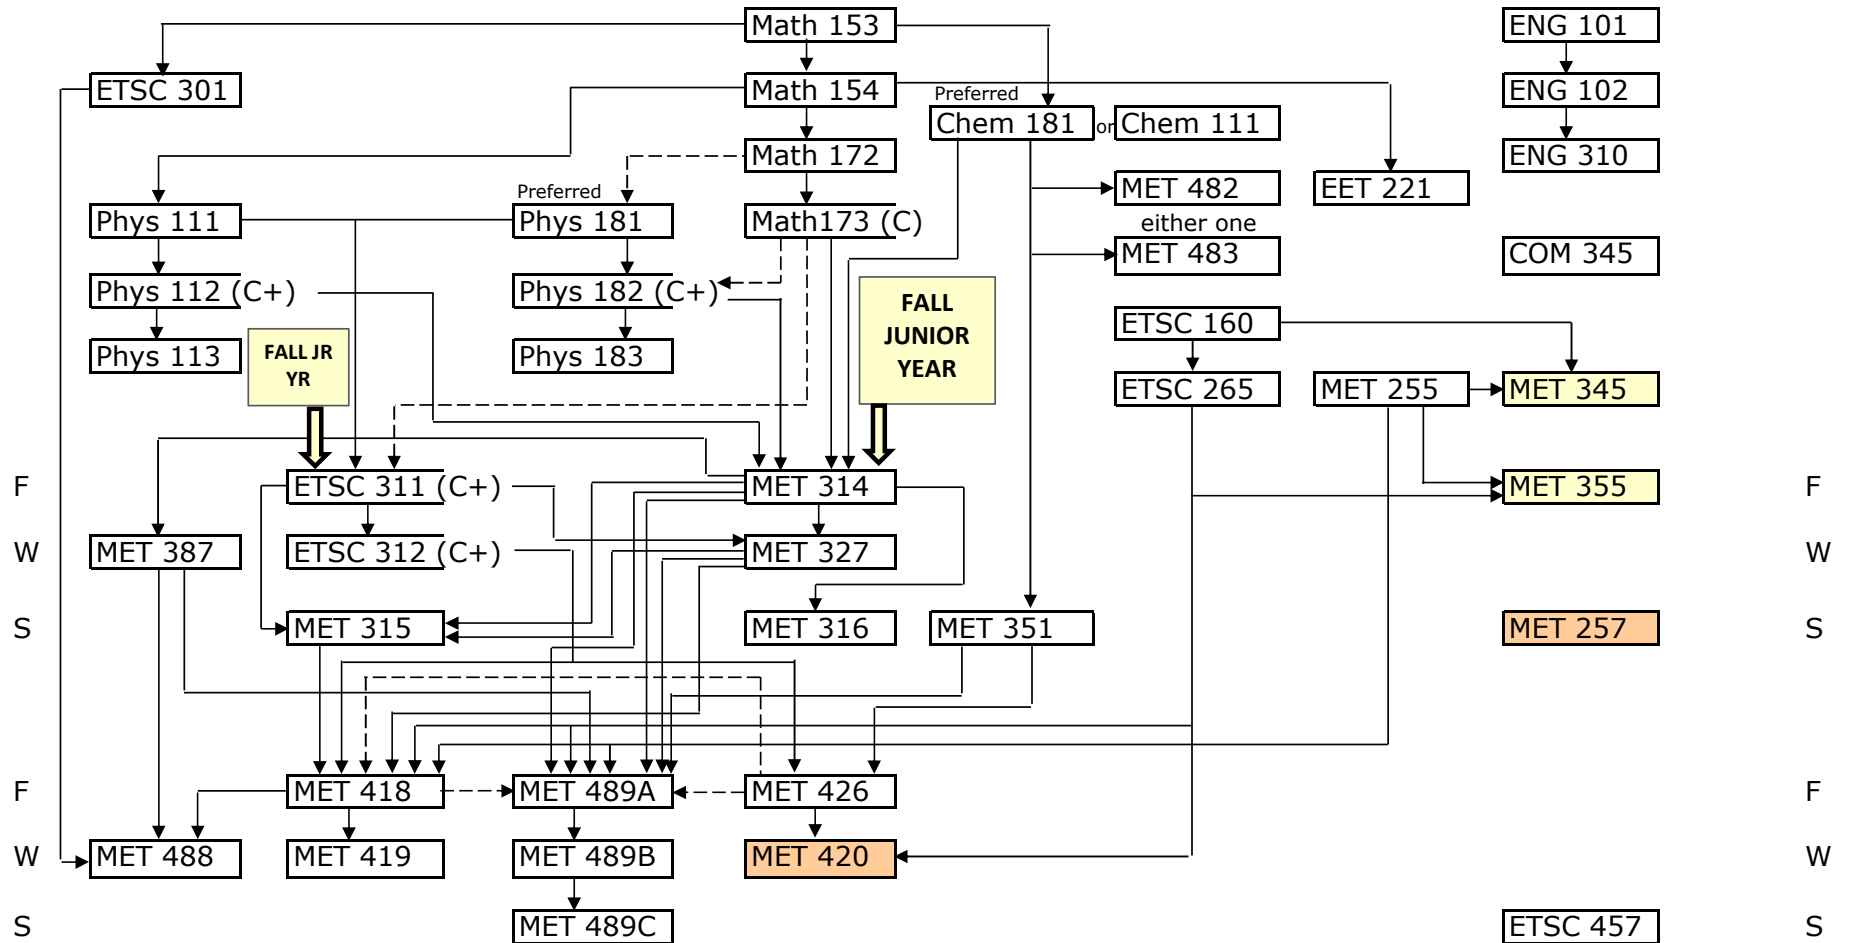 Math 153
ENG 101
ETSC 301
Math 154
Preferred
ENG 102
Chem 181
or
Chem 111
Math 172
ENG 310
Preferred
MET 482
EET 221
Phys 111
Phys 181
Math173 (C)
either one
MET 483
COM 345
Phys 112 (C+)
Phys 182 (C+)
FALL
JUNIOR
YEAR
ETSC 160
Phys 113
FALL JR
YR
Phys 183
ETSC 265
MET 255
MET 345
F
ETSC 311 (C+)
MET 314
MET 355
F
W
MET 387
ETSC 312 (C+)
MET 327
W
S
MET 315
MET 316
MET 351
MET 257
S
F
MET 418
MET 489A
MET 426
F
W
MET 488
MET 419
MET 489B
MET 420
W
S
MET 489C
ETSC 457
S